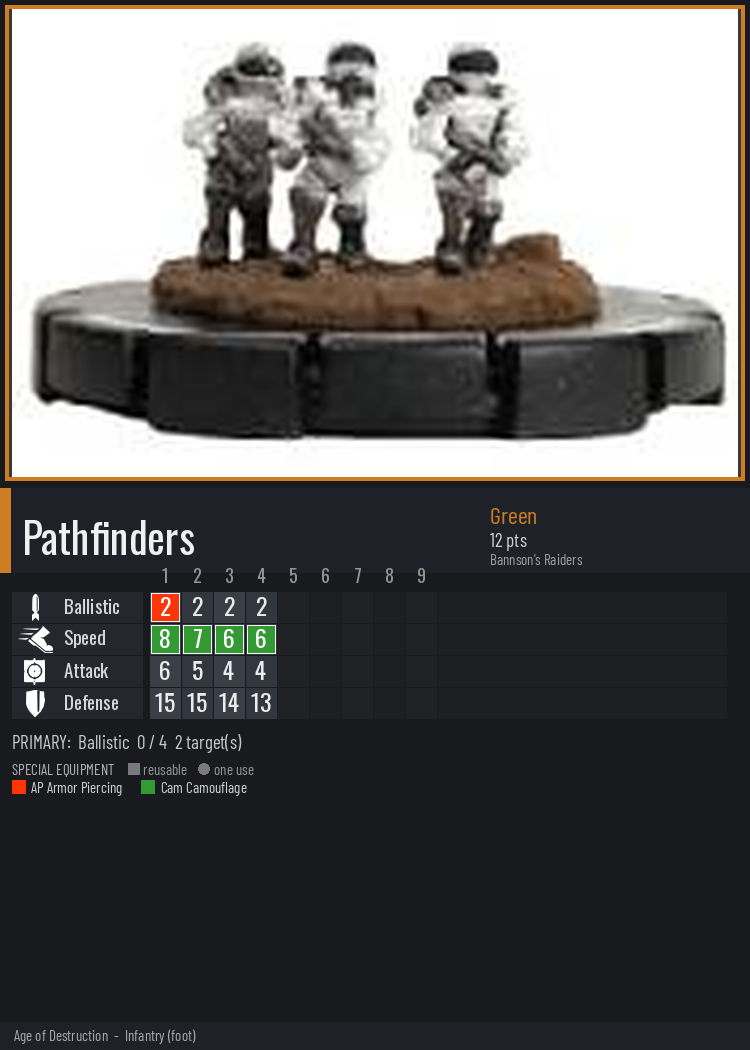 Pathfinders
Green
12 pts
Bannson's Raiders
1 2 3 4 5 6 7 8 9
Ballistic 2 2 2 2
Speed 8 7 6 6
Attack 6 5 4 4
Defense 15 15 14 13
PRIMARY: Ballistic 0 / 4 2 target(s)
SPECIAL EQUIPMENT reusable one use
AP Armor Piercing Cam Camouflage
Age of Destruction - Infantry (foot)